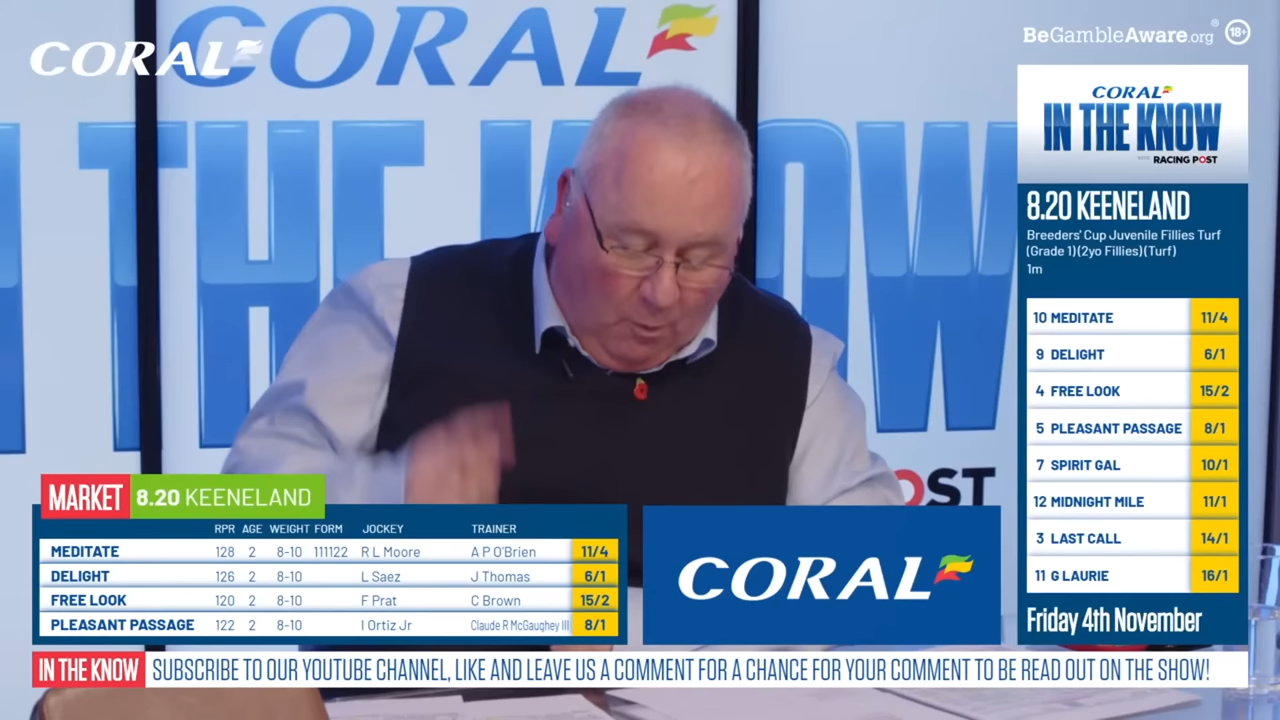 CORAL
CORAL
BeGambleAware.org® 18+
CORAL
IN THE KNOW
WITH RACING POST
8.20 KEENELAND
Breeders' Cup Juvenile Fillies Turf
(Grade 1)(2yo Fillies)(Turf)
1m
10 MEDITATE 11/4
9 DELIGHT 6/1
4 FREE LOOK 15/2
5 PLEASANT PASSAGE 8/1
7 SPIRIT GAL 10/1
12 MIDNIGHT MILE 11/1
3 LAST CALL 14/1
11 G LAURIE 16/1
Friday 4th November
THE KNOW
OST
MARKET 8.20 KEENELAND
RPR AGE WEIGHT FORM JOCKEY TRAINER
MEDITATE 128 2 8-10 111122 R L Moore A P O'Brien 11/4
DELIGHT 126 2 8-10 L Saez J Thomas 6/1
FREE LOOK 120 2 8-10 F Prat C Brown 15/2
PLEASANT PASSAGE 122 2 8-10 I Ortiz Jr Claude R McGaughey III 8/1
CORAL
IN THE KNOW SUBSCRIBE TO OUR YOUTUBE CHANNEL, LIKE AND LEAVE US A COMMENT FOR A CHANCE FOR YOUR COMMENT TO BE READ OUT ON THE SHOW!